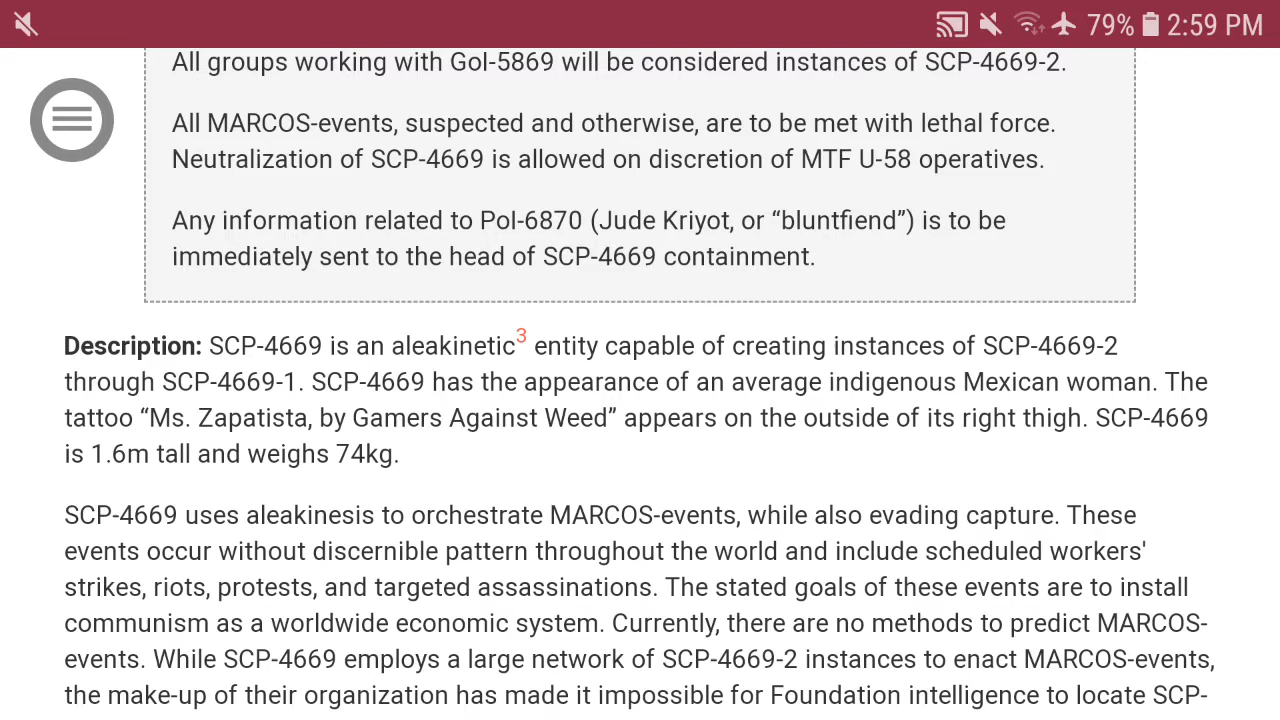 79% 2:59 PM
All groups working with GoI-5869 will be considered instances of SCP-4669-2.
All MARCOS-events, suspected and otherwise, are to be met with lethal force.
Neutralization of SCP-4669 is allowed on discretion of MTF U-58 operatives.
Any information related to PoI-6870 (Jude Kriyot, or “bluntfiend”) is to be
immediately sent to the head of SCP-4669 containment.
Description: SCP-4669 is an aleakinetic3 entity capable of creating instances of SCP-4669-2
through SCP-4669-1. SCP-4669 has the appearance of an average indigenous Mexican woman. The
tattoo “Ms. Zapatista, by Gamers Against Weed” appears on the outside of its right thigh. SCP-4669
is 1.6m tall and weighs 74kg.
SCP-4669 uses aleakinesis to orchestrate MARCOS-events, while also evading capture. These
events occur without discernible pattern throughout the world and include scheduled workers'
strikes, riots, protests, and targeted assassinations. The stated goals of these events are to install
communism as a worldwide economic system. Currently, there are no methods to predict MARCOS-
events. While SCP-4669 employs a large network of SCP-4669-2 instances to enact MARCOS-events,
the make-up of their organization has made it impossible for Foundation intelligence to locate SCP-